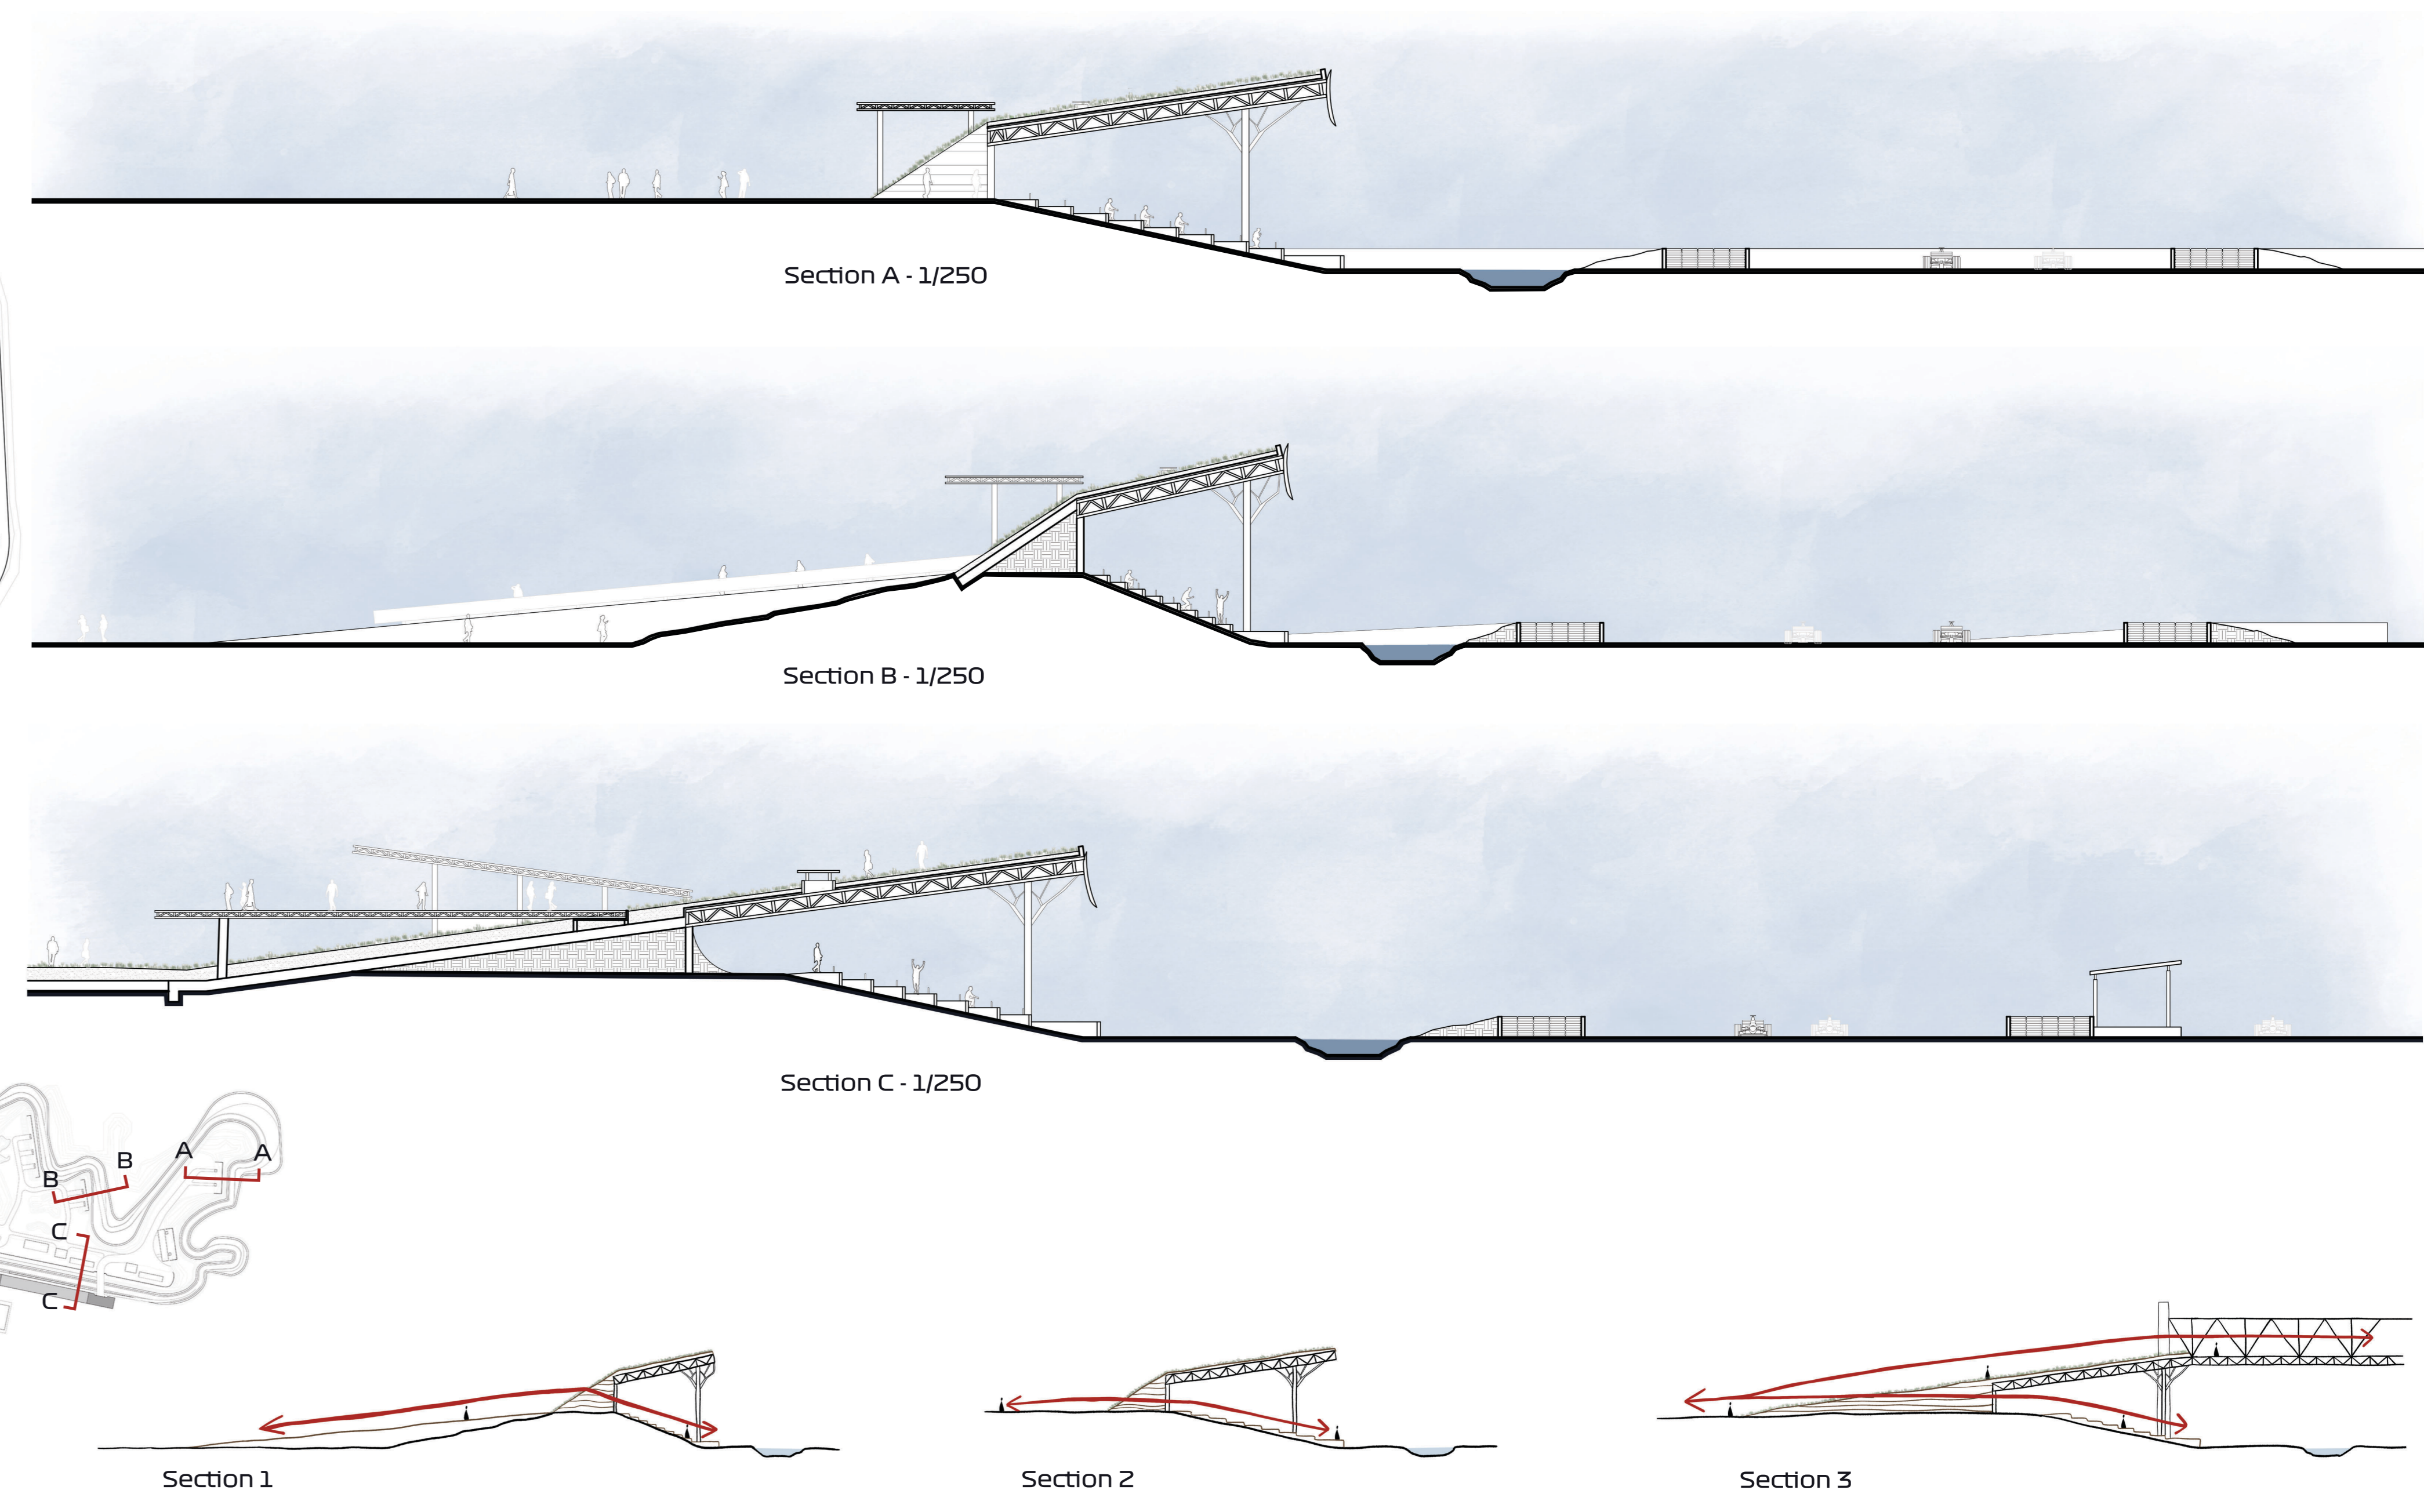 Section A - 1/250
Section B - 1/250
Section C - 1/250
A
A
B
B
C
C
Section 1
Section 2
Section 3